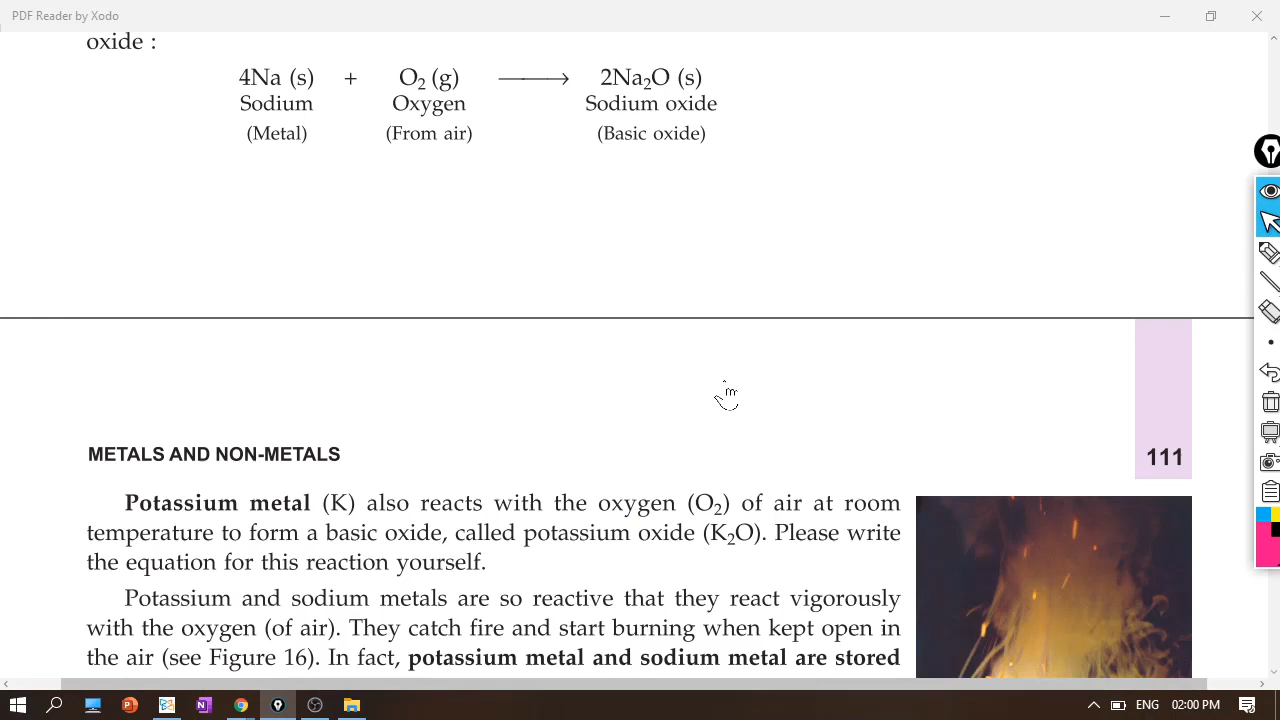 PDF Reader by Xodo
oxide :
4Na (s) + O₂ (g) ⟶ 2Na₂O (s)
Sodium Oxygen Sodium oxide
(Metal) (From air) (Basic oxide)
METALS AND NON-METALS 111
Potassium metal (K) also reacts with the oxygen (O₂) of air at room
temperature to form a basic oxide, called potassium oxide (K₂O). Please write
the equation for this reaction yourself.
Potassium and sodium metals are so reactive that they react vigorously
with the oxygen (of air). They catch fire and start burning when kept open in
the air (see Figure 16). In fact, potassium metal and sodium metal are stored
ENG 02:00 PM